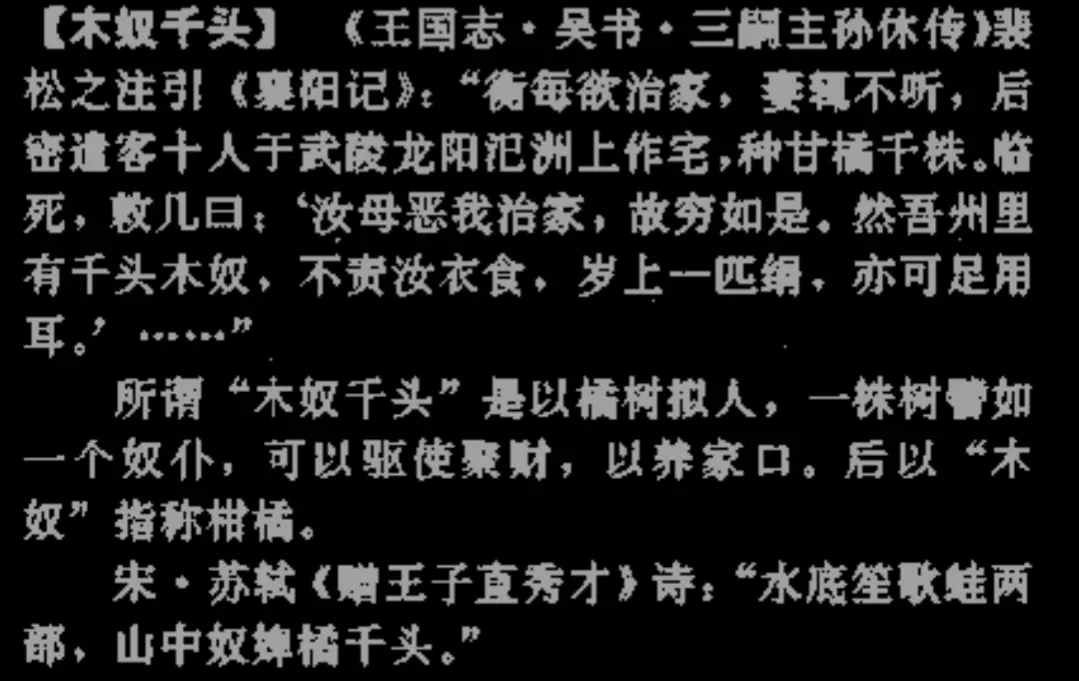 【木奴千头】 《王国志·吴书·三嗣主孙休传》裴
松之注引《襄阳记》：“衡每欲治家，妻辄不听，后
密遣客十人于武陵龙阳汜洲上作宅，种甘橘千株。临
死，敕儿曰：‘汝母恶我治家，故穷如是。然吾州里
有千头木奴，不责汝衣食，岁上一匹绢，亦可足用
耳。’……”
所谓“木奴千头”是以橘树拟人，一株树譬如
一个奴仆，可以驱使聚财，以养家口。后以“木
奴”指称柑橘。
宋·苏轼《赠王子直秀才》诗：“水底笙歌蛙两
部，山中奴婢橘千头。”